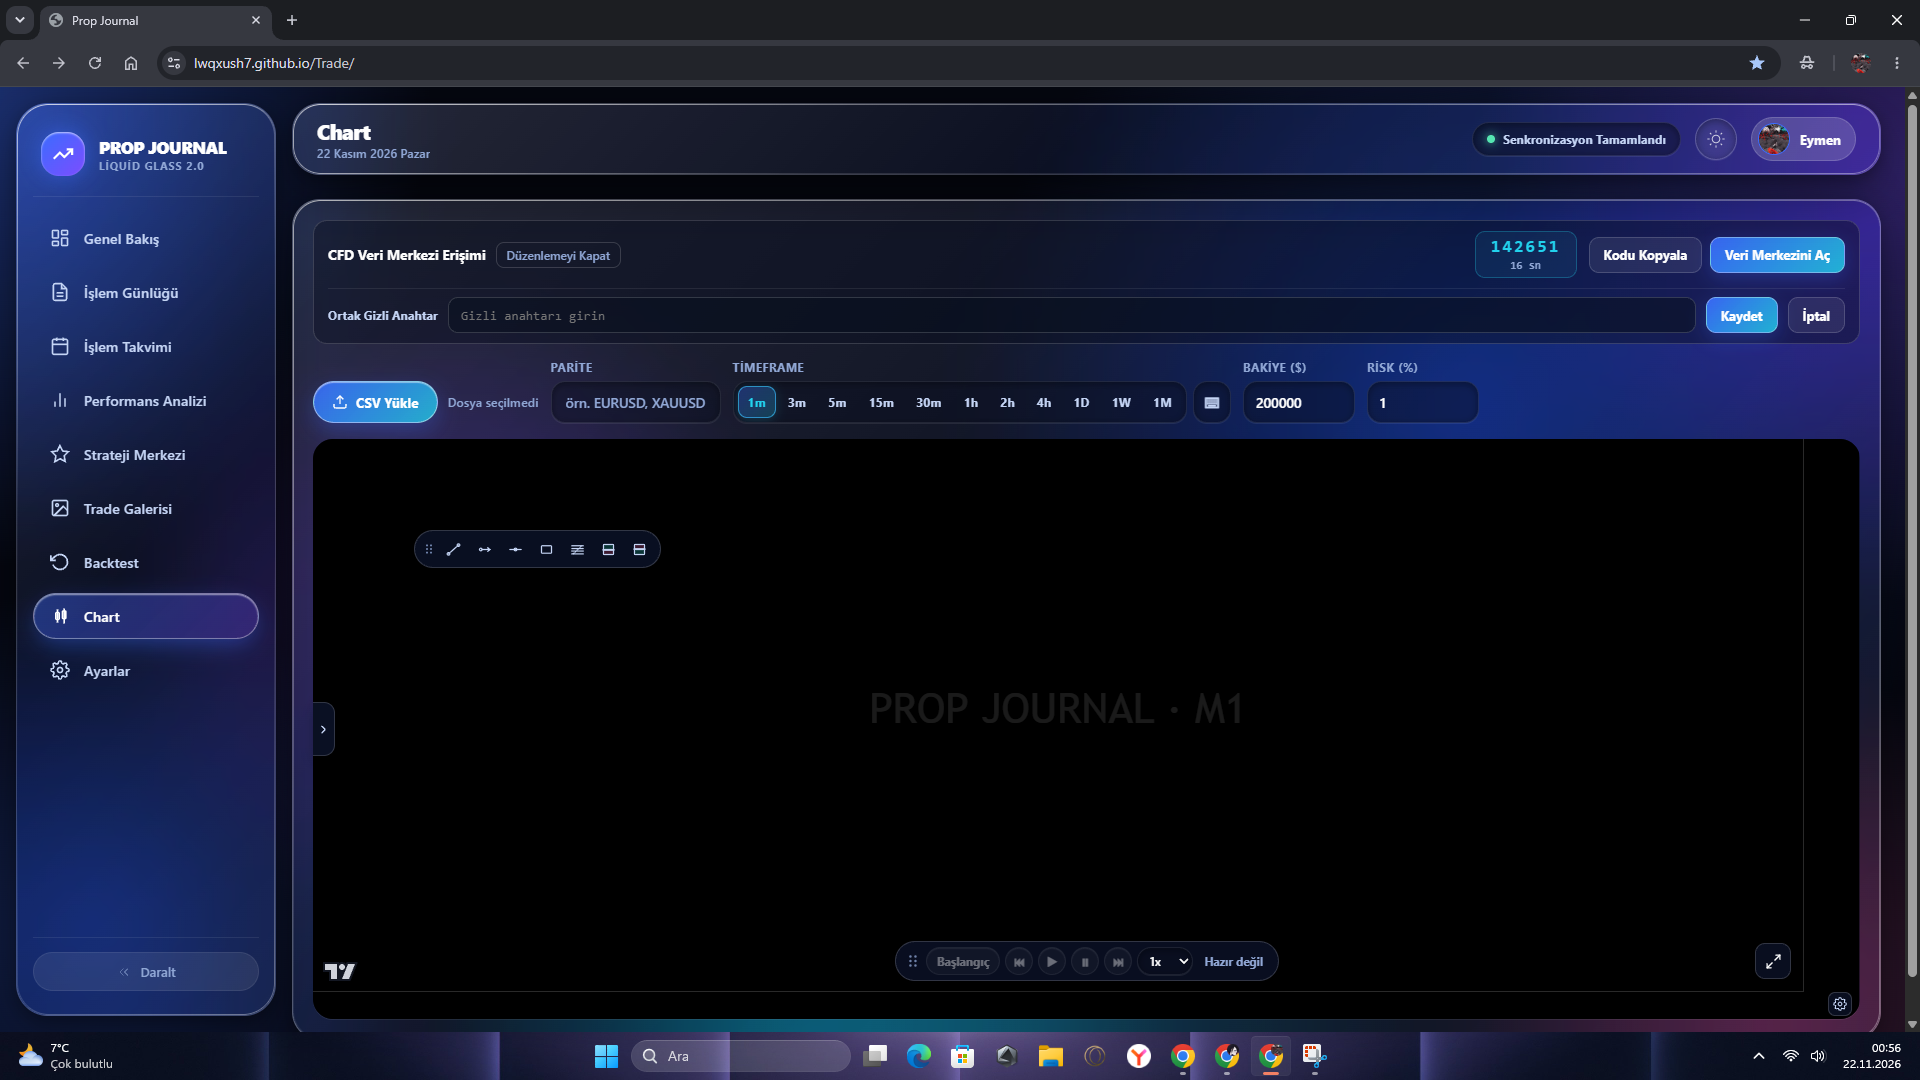 Prop Journal
lwqxush7.github.io/Trade/
PROP JOURNAL
LİQUİD GLASS 2.0
Genel Bakış
İşlem Günlüğü
İşlem Takvimi
Performans Analizi
Strateji Merkezi
Trade Galerisi
Backtest
Chart
Ayarlar
Daralt
Chart
22 Kasım 2026 Pazar
Senkronizasyon Tamamlandı
Eymen
CFD Veri Merkezi Erişimi
Düzenlemeyi Kapat
142651
16 sn
Kodu Kopyala
Veri Merkezini Aç
Ortak Gizli Anahtar
Gizli anahtarı girin
Kaydet
İptal
CSV Yükle
Dosya seçilmedi
PARİTE
örn. EURUSD, XAUUSD
TİMEFRAME
1m 3m 5m 15m 30m 1h 2h 4h 1D 1W 1M
BAKİYE ($)
200000
RİSK (%)
1
PROP JOURNAL · M1
Başlangıç
1x
Hazır değil
7°C
Çok bulutlu
Ara
00:56
22.11.2026